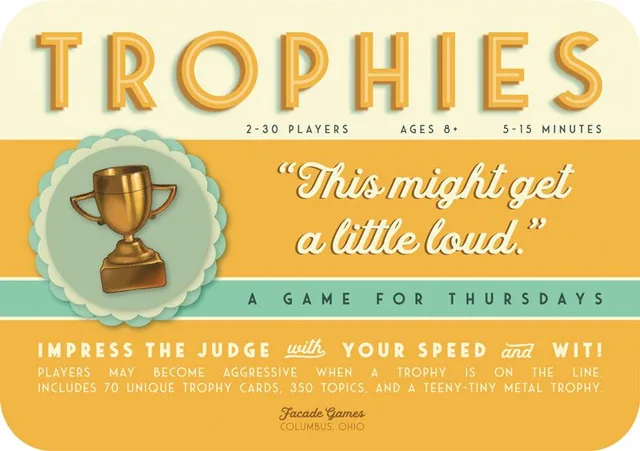 TROPHIES
2-30 PLAYERS AGES 8+ 5-15 MINUTES
“This might get
a little loud.”
A GAME FOR THURSDAYS
IMPRESS THE JUDGE with YOUR SPEED and WIT!
PLAYERS MAY BECOME AGGRESSIVE WHEN A TROPHY IS ON THE LINE.
INCLUDES 70 UNIQUE TROPHY CARDS, 350 TOPICS, AND A TEENY-TINY METAL TROPHY.
Facade Games
COLUMBUS, OHIO